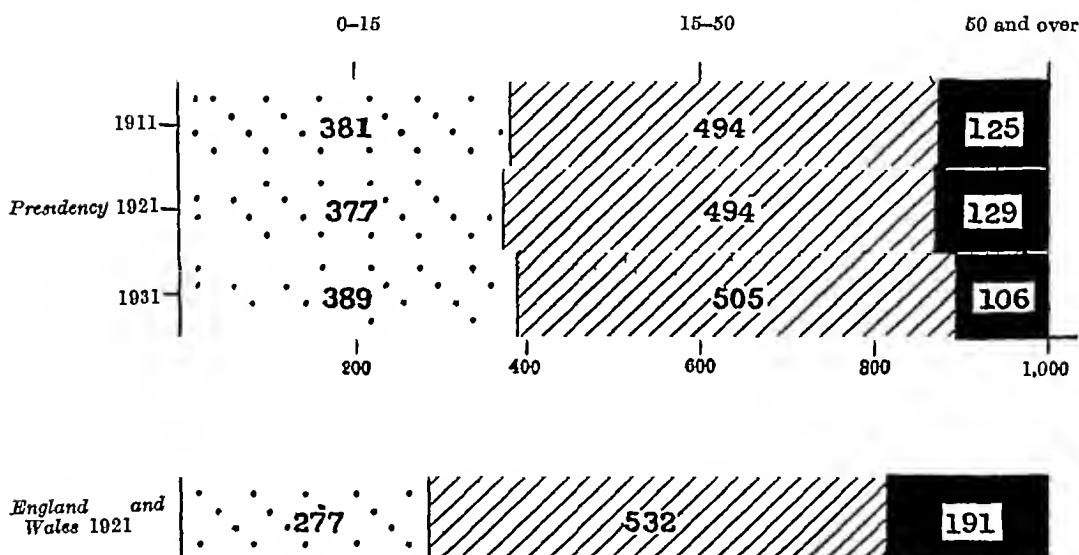 0–15 15–50 50 and over
1911 381 494 125
Presidency 1921 377 494 129
1931 389 505 106
200 400 600 800 1,000
England and
Wales 1921 277 532 191